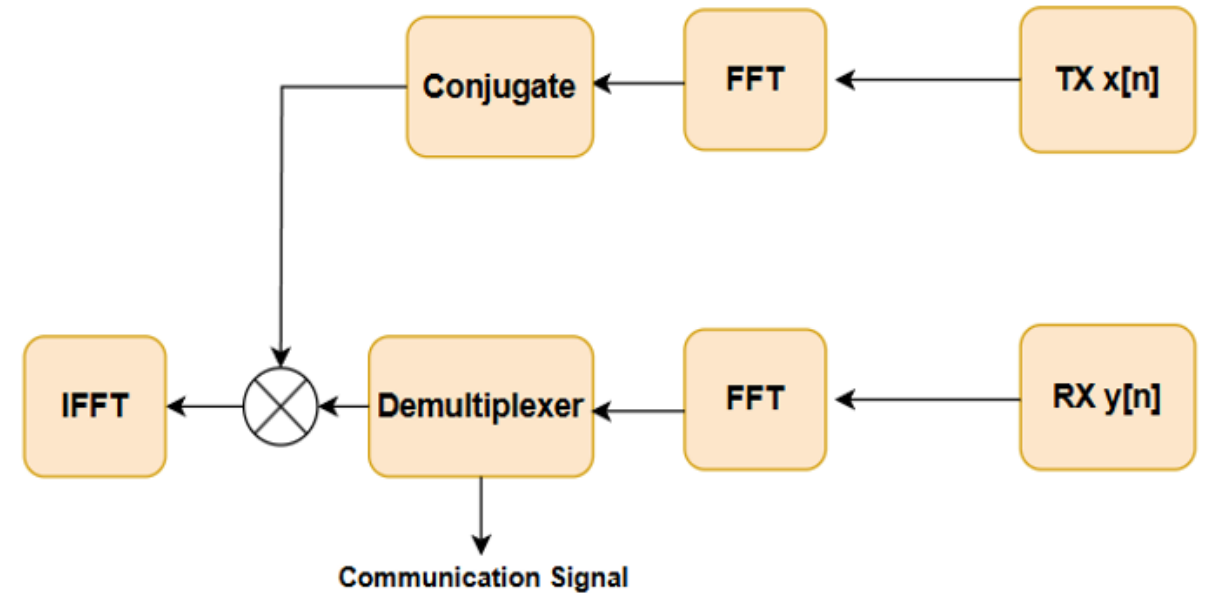 Conjugate
FFT
TX x[n]
IFFT
Demultiplexer
FFT
RX y[n]
Communication Signal